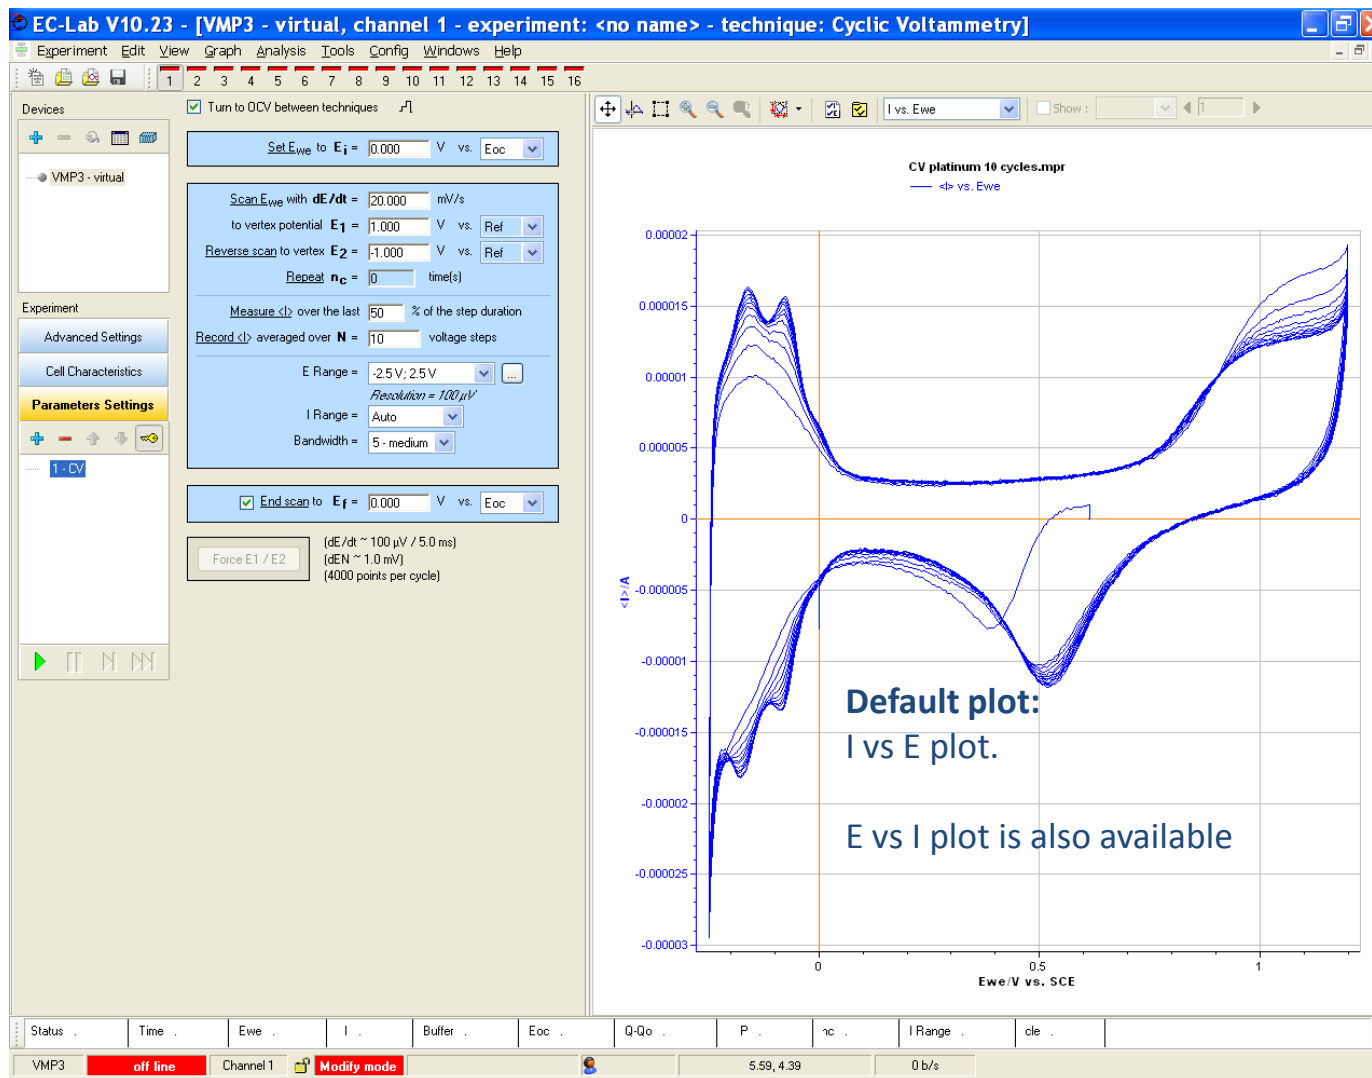 EC-Lab V10.23 - [VMP3 - virtual, channel 1 - experiment: <no name> - technique: Cyclic Voltammetry]
Experiment Edit View Graph Analysis Tools Config Windows Help
1 2 3 4 5 6 7 8 9 10 11 12 13 14 15 16
Devices
VMP3 - virtual
Experiment
Advanced Settings
Cell Characteristics
Parameters Settings
1 - CV
Turn to OCV between techniques
Set Ewe to Ei = 0.000 V vs. Eoc
Scan Ewe with dE/dt = 20.000 mV/s
to vertex potential E1 = 1.000 V vs. Ref
Reverse scan to vertex E2 = -1.000 V vs. Ref
Repeat nc = 0 time(s)
Measure <I> over the last 50 % of the step duration
Record <I> averaged over N = 10 voltage steps
E Range = -2.5 V; 2.5 V ...
Resolution = 100 µV
I Range = Auto
Bandwidth = 5 - medium
End scan to Ef = 0.000 V vs. Eoc
Force E1 / E2
(dE/dt ~ 100 µV / 5.0 ms)
(dEN ~ 1.0 mV)
(4000 points per cycle)
I vs. Ewe Show : 1
CV platinum 10 cycles.mpr
<I> vs. Ewe
0.00002
0.000015
0.00001
0.000005
0
-0.000005
-0.00001
-0.000015
-0.00002
-0.000025
-0.00003
<I>/A
0 0.5 1
Ewe/V vs. SCE
Default plot:
I vs E plot.
E vs I plot is also available
Status . Time . Ewe . I . Buffer . Eoc . Q-Qo . P . nc . I Range . cle .
VMP3 off line Channel 1 Modify mode 5.59, 4.39 0 b/s